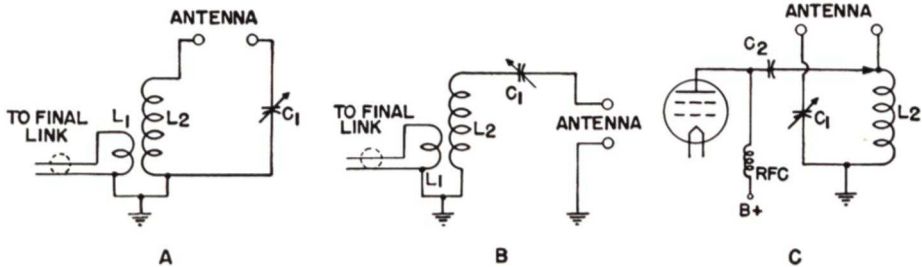 ANTENNA
L2
C1
TO FINAL
LINK
L1
A
TO FINAL
LINK
L1
L2
C1
ANTENNA
B
ANTENNA
C2
C1
L2
RFC
B+
C